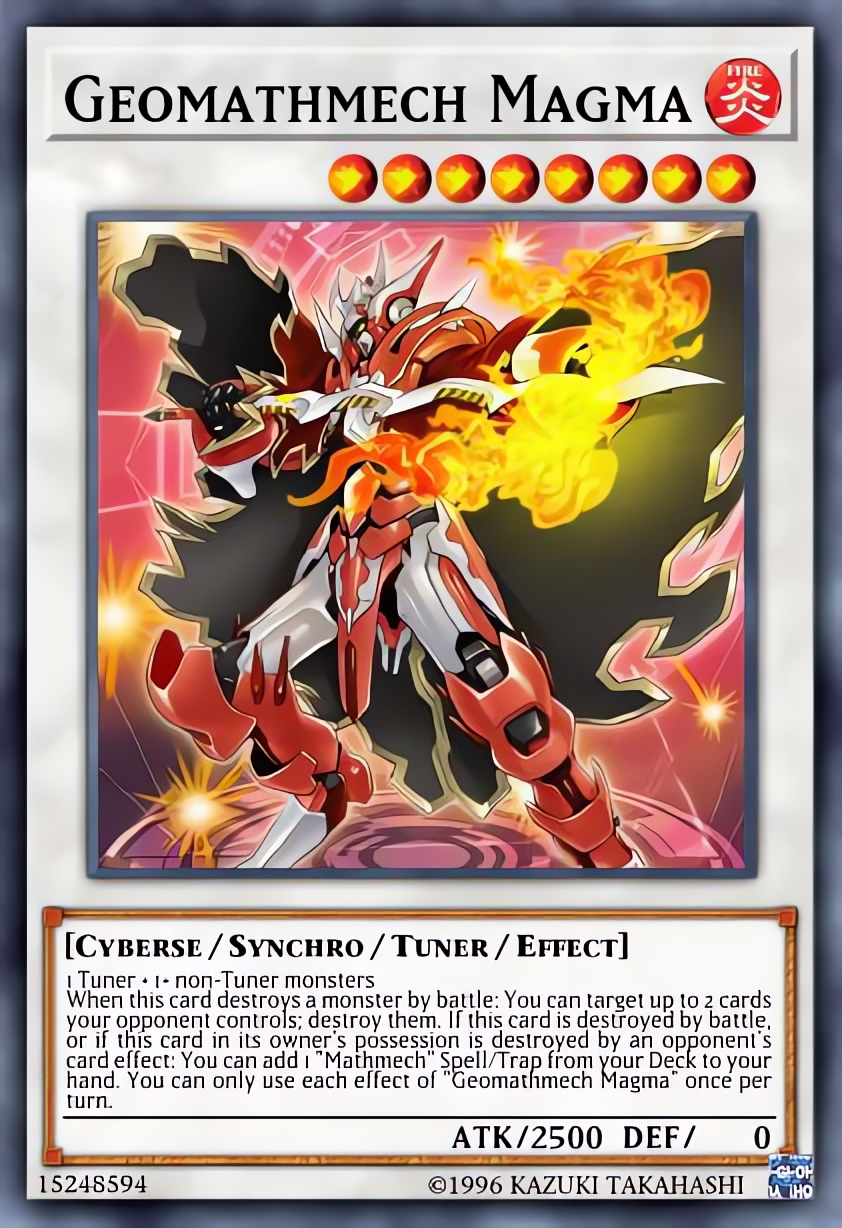 Geomathmech Magma
FIRE
炎
[Cyberse / Synchro / Tuner / Effect]
1 Tuner + 1+ non-Tuner monsters
When this card destroys a monster by battle: You can target up to 2 cards
your opponent controls; destroy them. If this card is destroyed by battle,
or if this card in its owner's possession is destroyed by an opponent's
card effect: You can add 1 "Mathmech" Spell/Trap from your Deck to your
hand. You can only use each effect of "Geomathmech Magma" once per
turn.
ATK/2500 DEF/ 0
15248594 ©1996 KAZUKI TAKAHASHI